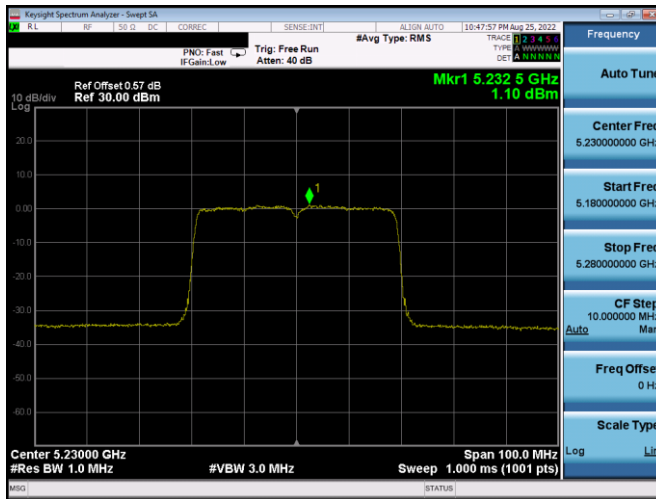 Keysight Spectrum Analyzer - Swept SA
RL RF 50 Ω DC CORREC SENSE:INT ALIGN AUTO 10:47:57 PM Aug 25, 2022
#Avg Type: RMS
TRACE 1 2 3 4 5 6
PNO: Fast Trig: Free Run
TYPE A WWWWW
IFGain:Low Atten: 40 dB
DET A N N N N N
Mkr1 5.232 5 GHz
1.10 dBm
Ref Offset 0.57 dB
10 dB/div Ref 30.00 dBm
Log
20.0
10.0
0.00
-10.0
-20.0
-30.0
-40.0
-50.0
-60.0
1
Center 5.23000 GHz Span 100.0 MHz
#Res BW 1.0 MHz #VBW 3.0 MHz Sweep 1.000 ms (1001 pts)
MSG STATUS
Frequency
Auto Tune
Center Freq
5.230000000 GHz
Start Freq
5.180000000 GHz
Stop Freq
5.280000000 GHz
CF Step
10.000000 MHz
Auto Man
Freq Offset
0 Hz
Scale Type
Log Lin